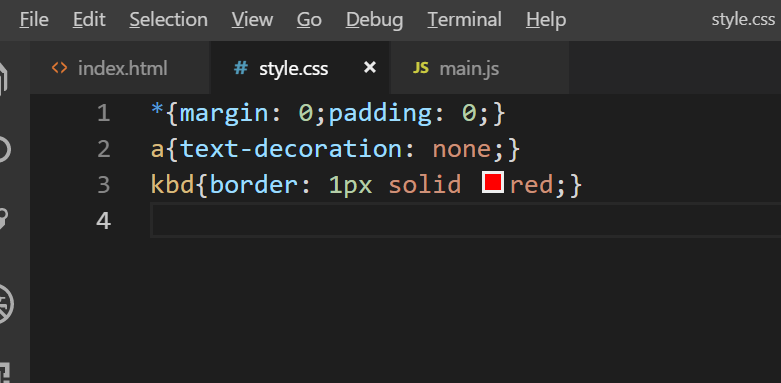 File Edit Selection View Go Debug Terminal Help style.css
<> index.html # style.css × JS main.js
1 *{margin: 0;padding: 0;}
2 a{text-decoration: none;}
3 kbd{border: 1px solid red;}
4